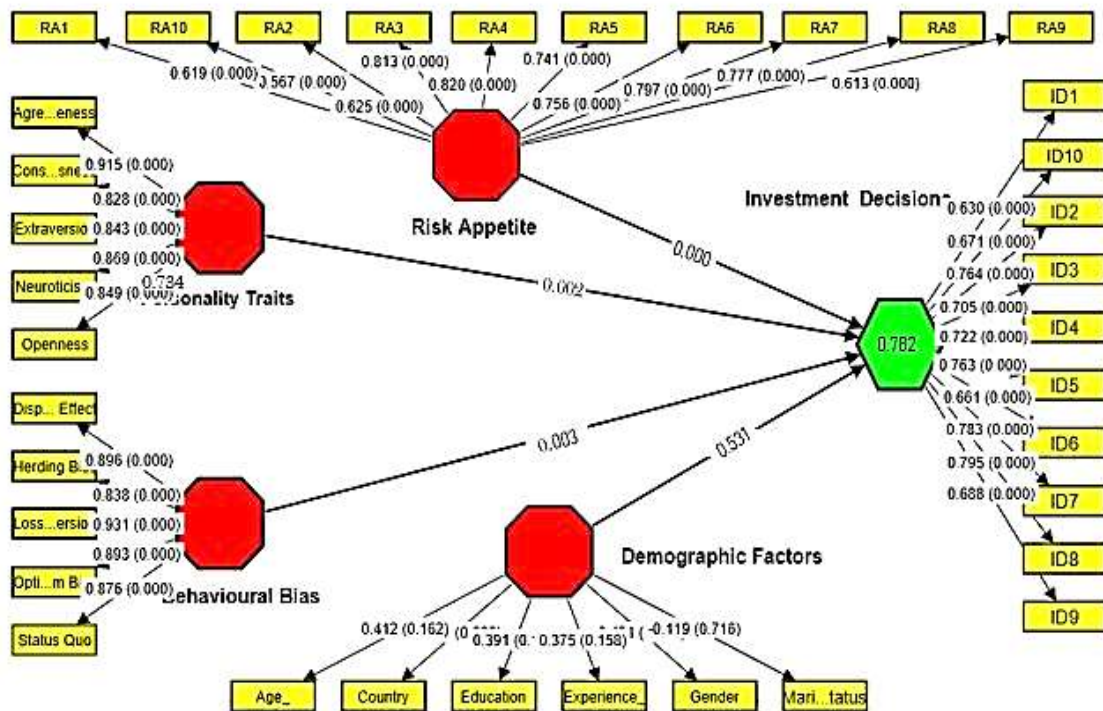 RA1 RA10 RA2 RA3 RA4 RA5 RA6 RA7 RA8 RA9
0.619 (0.000)
0.567 (0.000)
0.625 (0.000)
0.813 (0.000)
0.820 (0.000)
0.741 (0.000)
0.756 (0.000)
0.797 (0.000)
0.777 (0.000)
0.613 (0.000)
Risk Appetite
Agre...eness
Cons...
Extraversio
Neuroticis
Openness
0.915 (0.000)
0.828 (0.000)
0.843 (0.000)
0.869 (0.000)
0.849 (0.000)
0.784
Personality Traits
Disp... Effect
Herding B
Loss...ersio
Opti...m B
Status Quo
0.896 (0.000)
0.838 (0.000)
0.931 (0.000)
0.893 (0.000)
0.876 (0.000)
Behavioural Bias
0.000
0.002
0.003
0.531
Investment Decision
0.782
ID1
ID10
ID2
ID3
ID4
ID5
ID6
ID7
ID8
ID9
0.630 (0.000)
0.671 (0.000)
0.764 (0.000)
0.705 (0.000)
0.722 (0.000)
0.763 (0.000)
0.661 (0.000)
0.783 (0.000)
0.795 (0.000)
0.688 (0.000)
Demographic Factors
0.412 (0.162)
0.391
0.375 (0.158)
-0.119 (0.716)
Age_ Country Education Experience_ Gender Mari...tatus